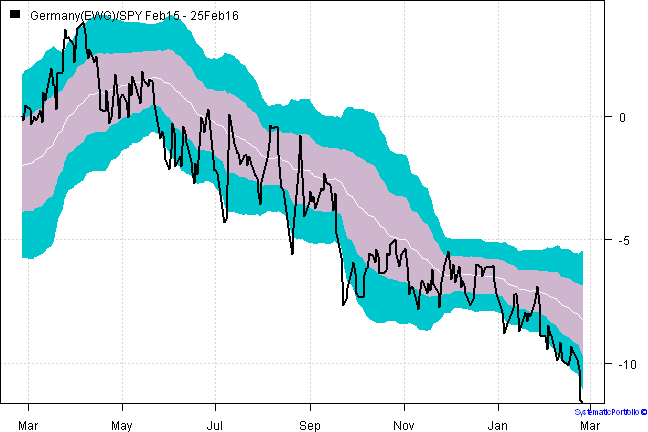 Germany(EWG)/SPY Feb15 - 25Feb16
0
-5
-10
Mar May Jul Sep Nov Jan Mar
SystematicPortfolio ©